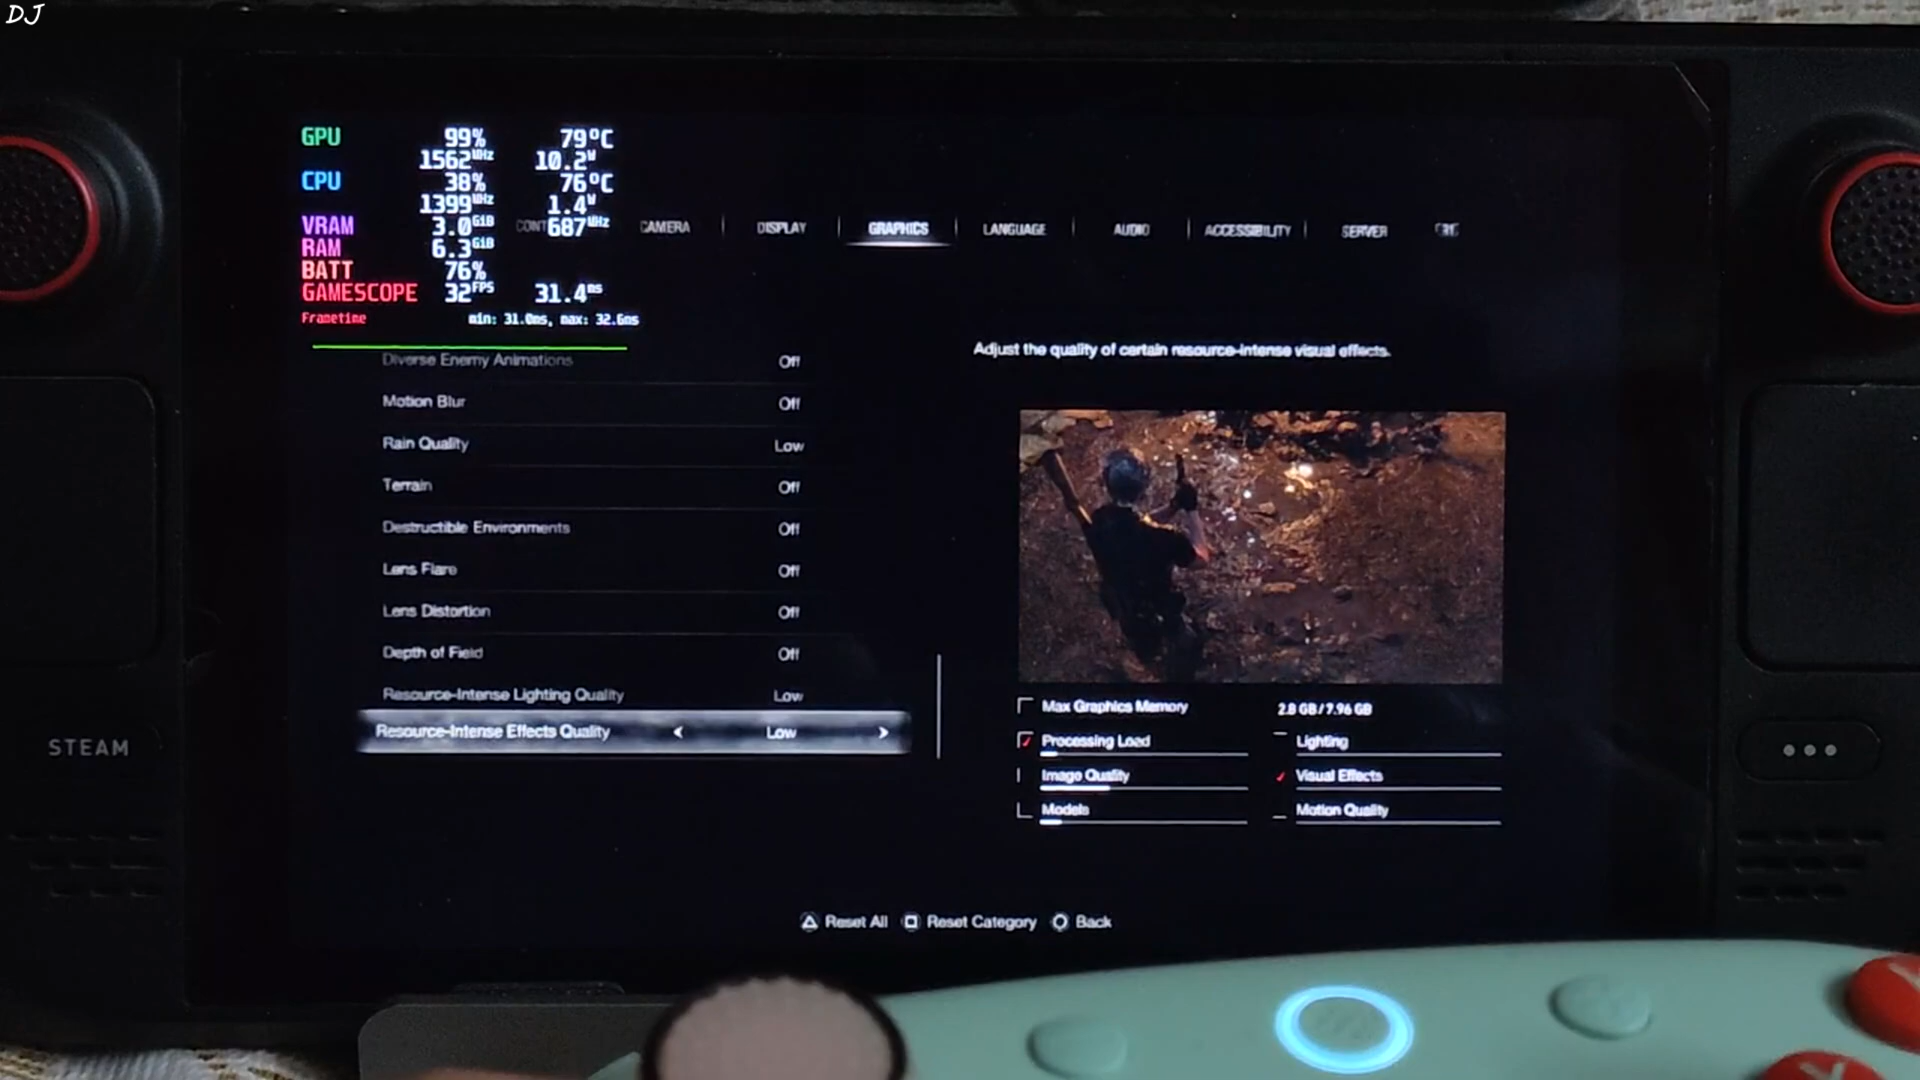 DJ
GPU 99% 79°C
1562MHz 10.2W
CPU 38% 76°C
1399MHz 1.4W
VRAM 3.0GiB 687MHz
RAM 6.3GiB
BATT 76%
GAMESCOPE 32FPS 31.4ms
Frametime min: 31.0ms, max: 32.6ms
CONT CAMERA DISPLAY GRAPHICS LANGUAGE AUDIO ACCESSIBILITY SERVER
Diverse Enemy Animations Off
Motion Blur Off
Rain Quality Low
Terrain Off
Destructible Environments Off
Lens Flare Off
Lens Distortion Off
Depth of Field Off
Resource-Intense Lighting Quality Low
Resource-Intense Effects Quality Low
Adjust the quality of certain resource-intense visual effects.
Max Graphics Memory 2.8 GB/7.96 GB
Processing Load Lighting
Image Quality Visual Effects
Models Motion Quality
Reset All Reset Category Back
STEAM